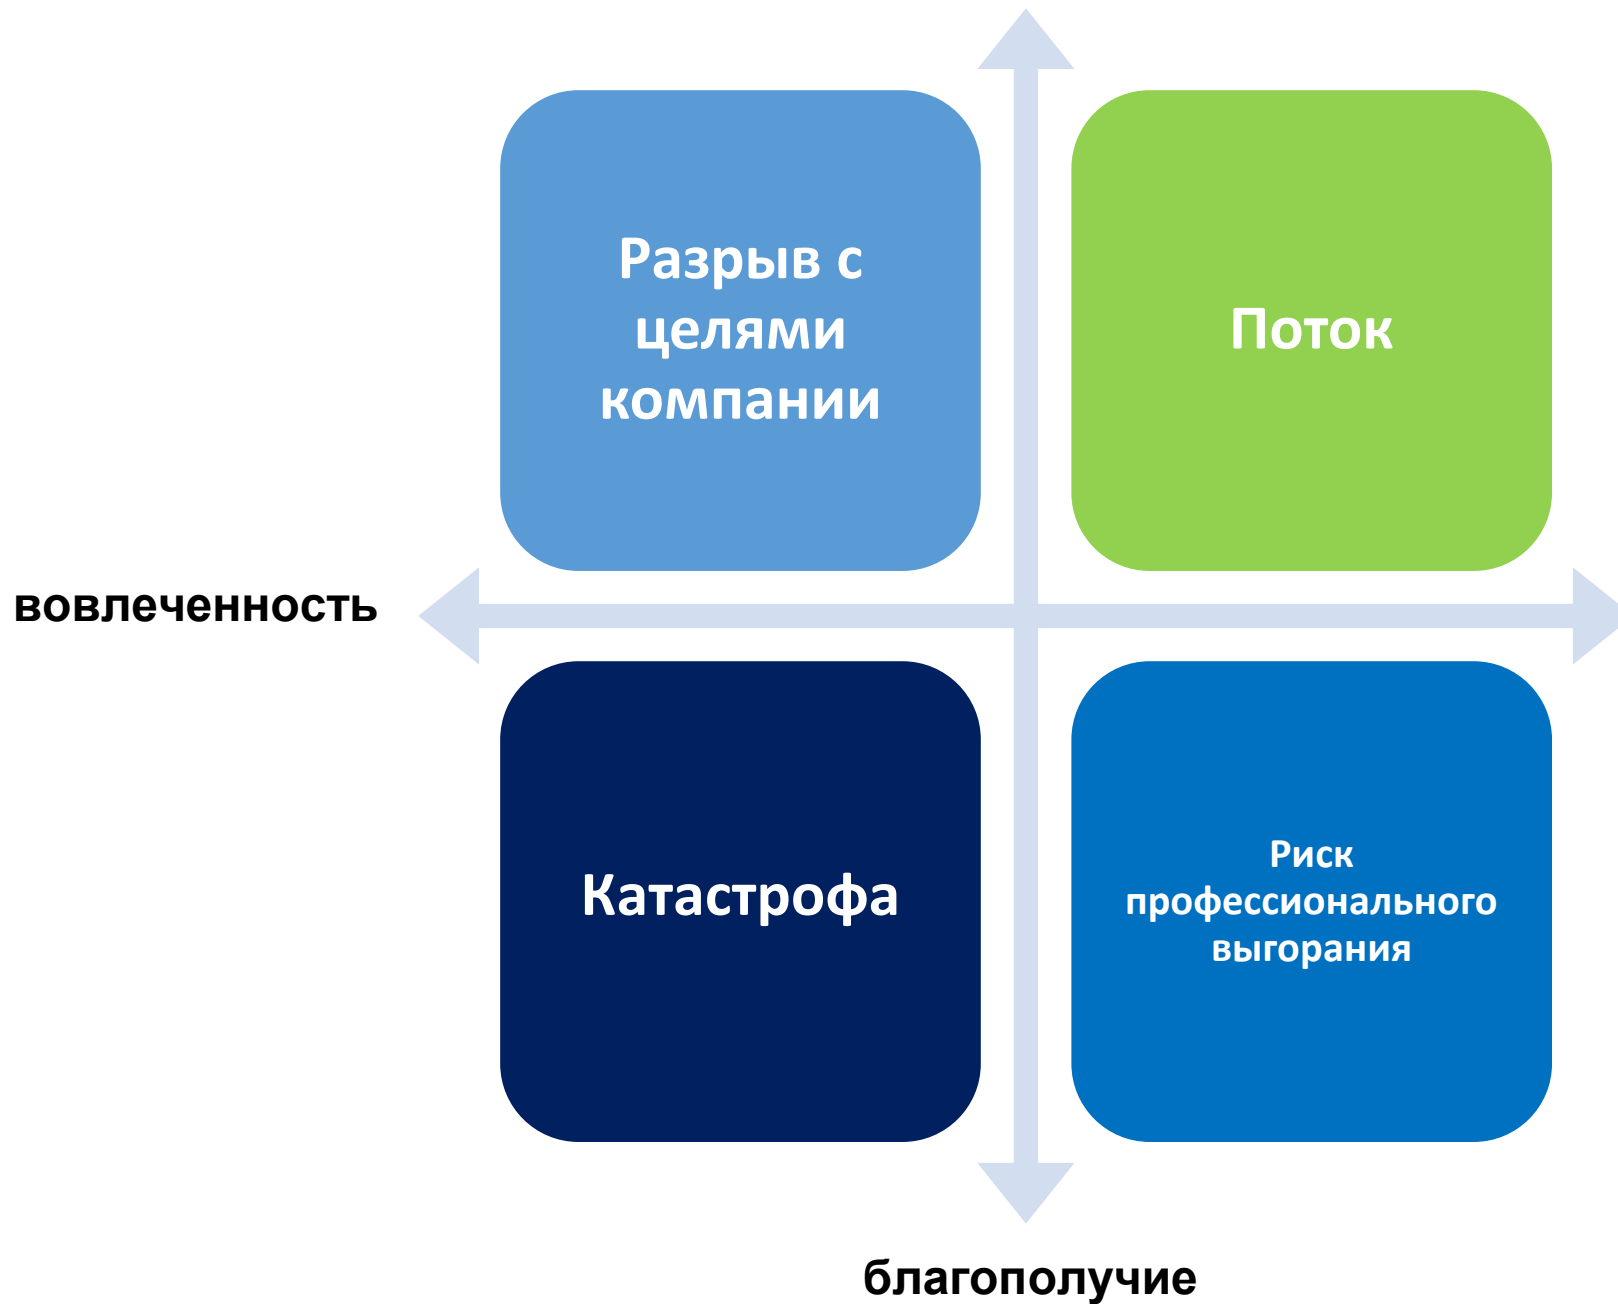 Разрыв с
целями
компании
Поток
вовлеченность
Катастрофа
Риск
профессионального
выгорания
благополучие